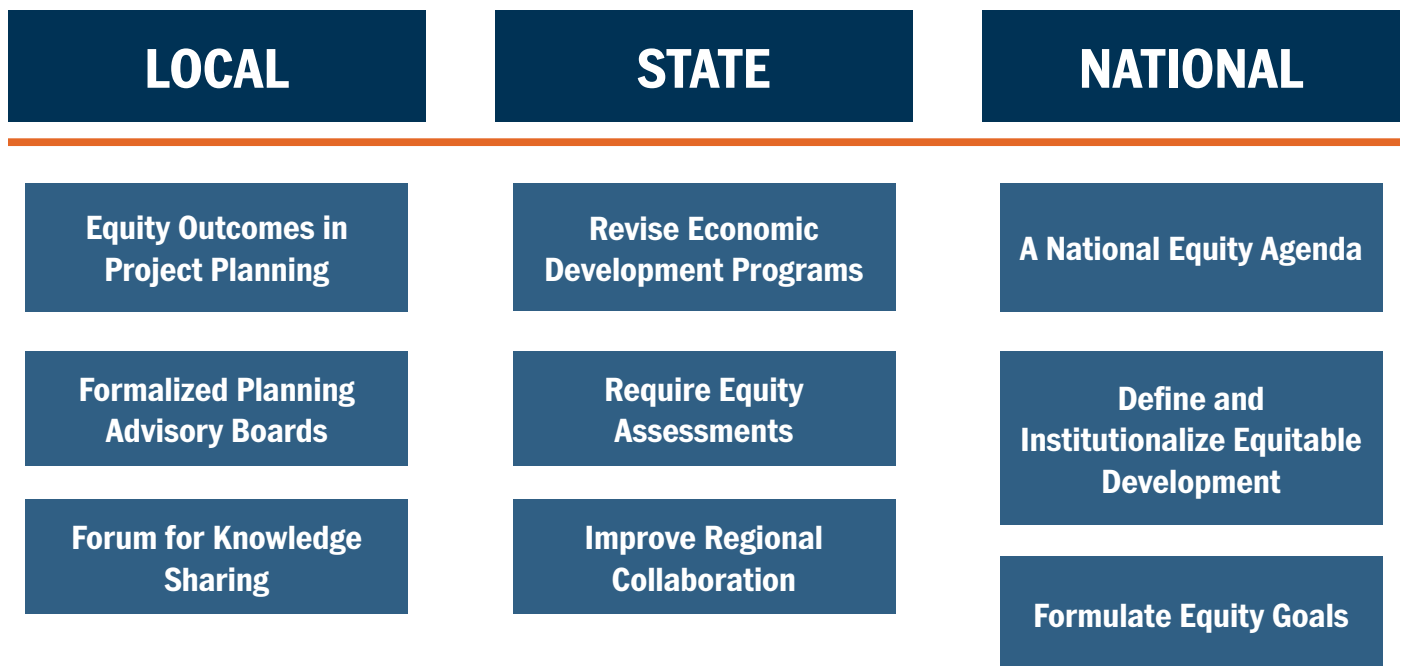 LOCAL
STATE
NATIONAL
Equity Outcomes in
Project Planning
Formalized Planning
Advisory Boards
Forum for Knowledge
Sharing
Revise Economic
Development Programs
Require Equity
Assessments
Improve Regional
Collaboration
A National Equity Agenda
Define and
Institutionalize Equitable
Development
Formulate Equity Goals